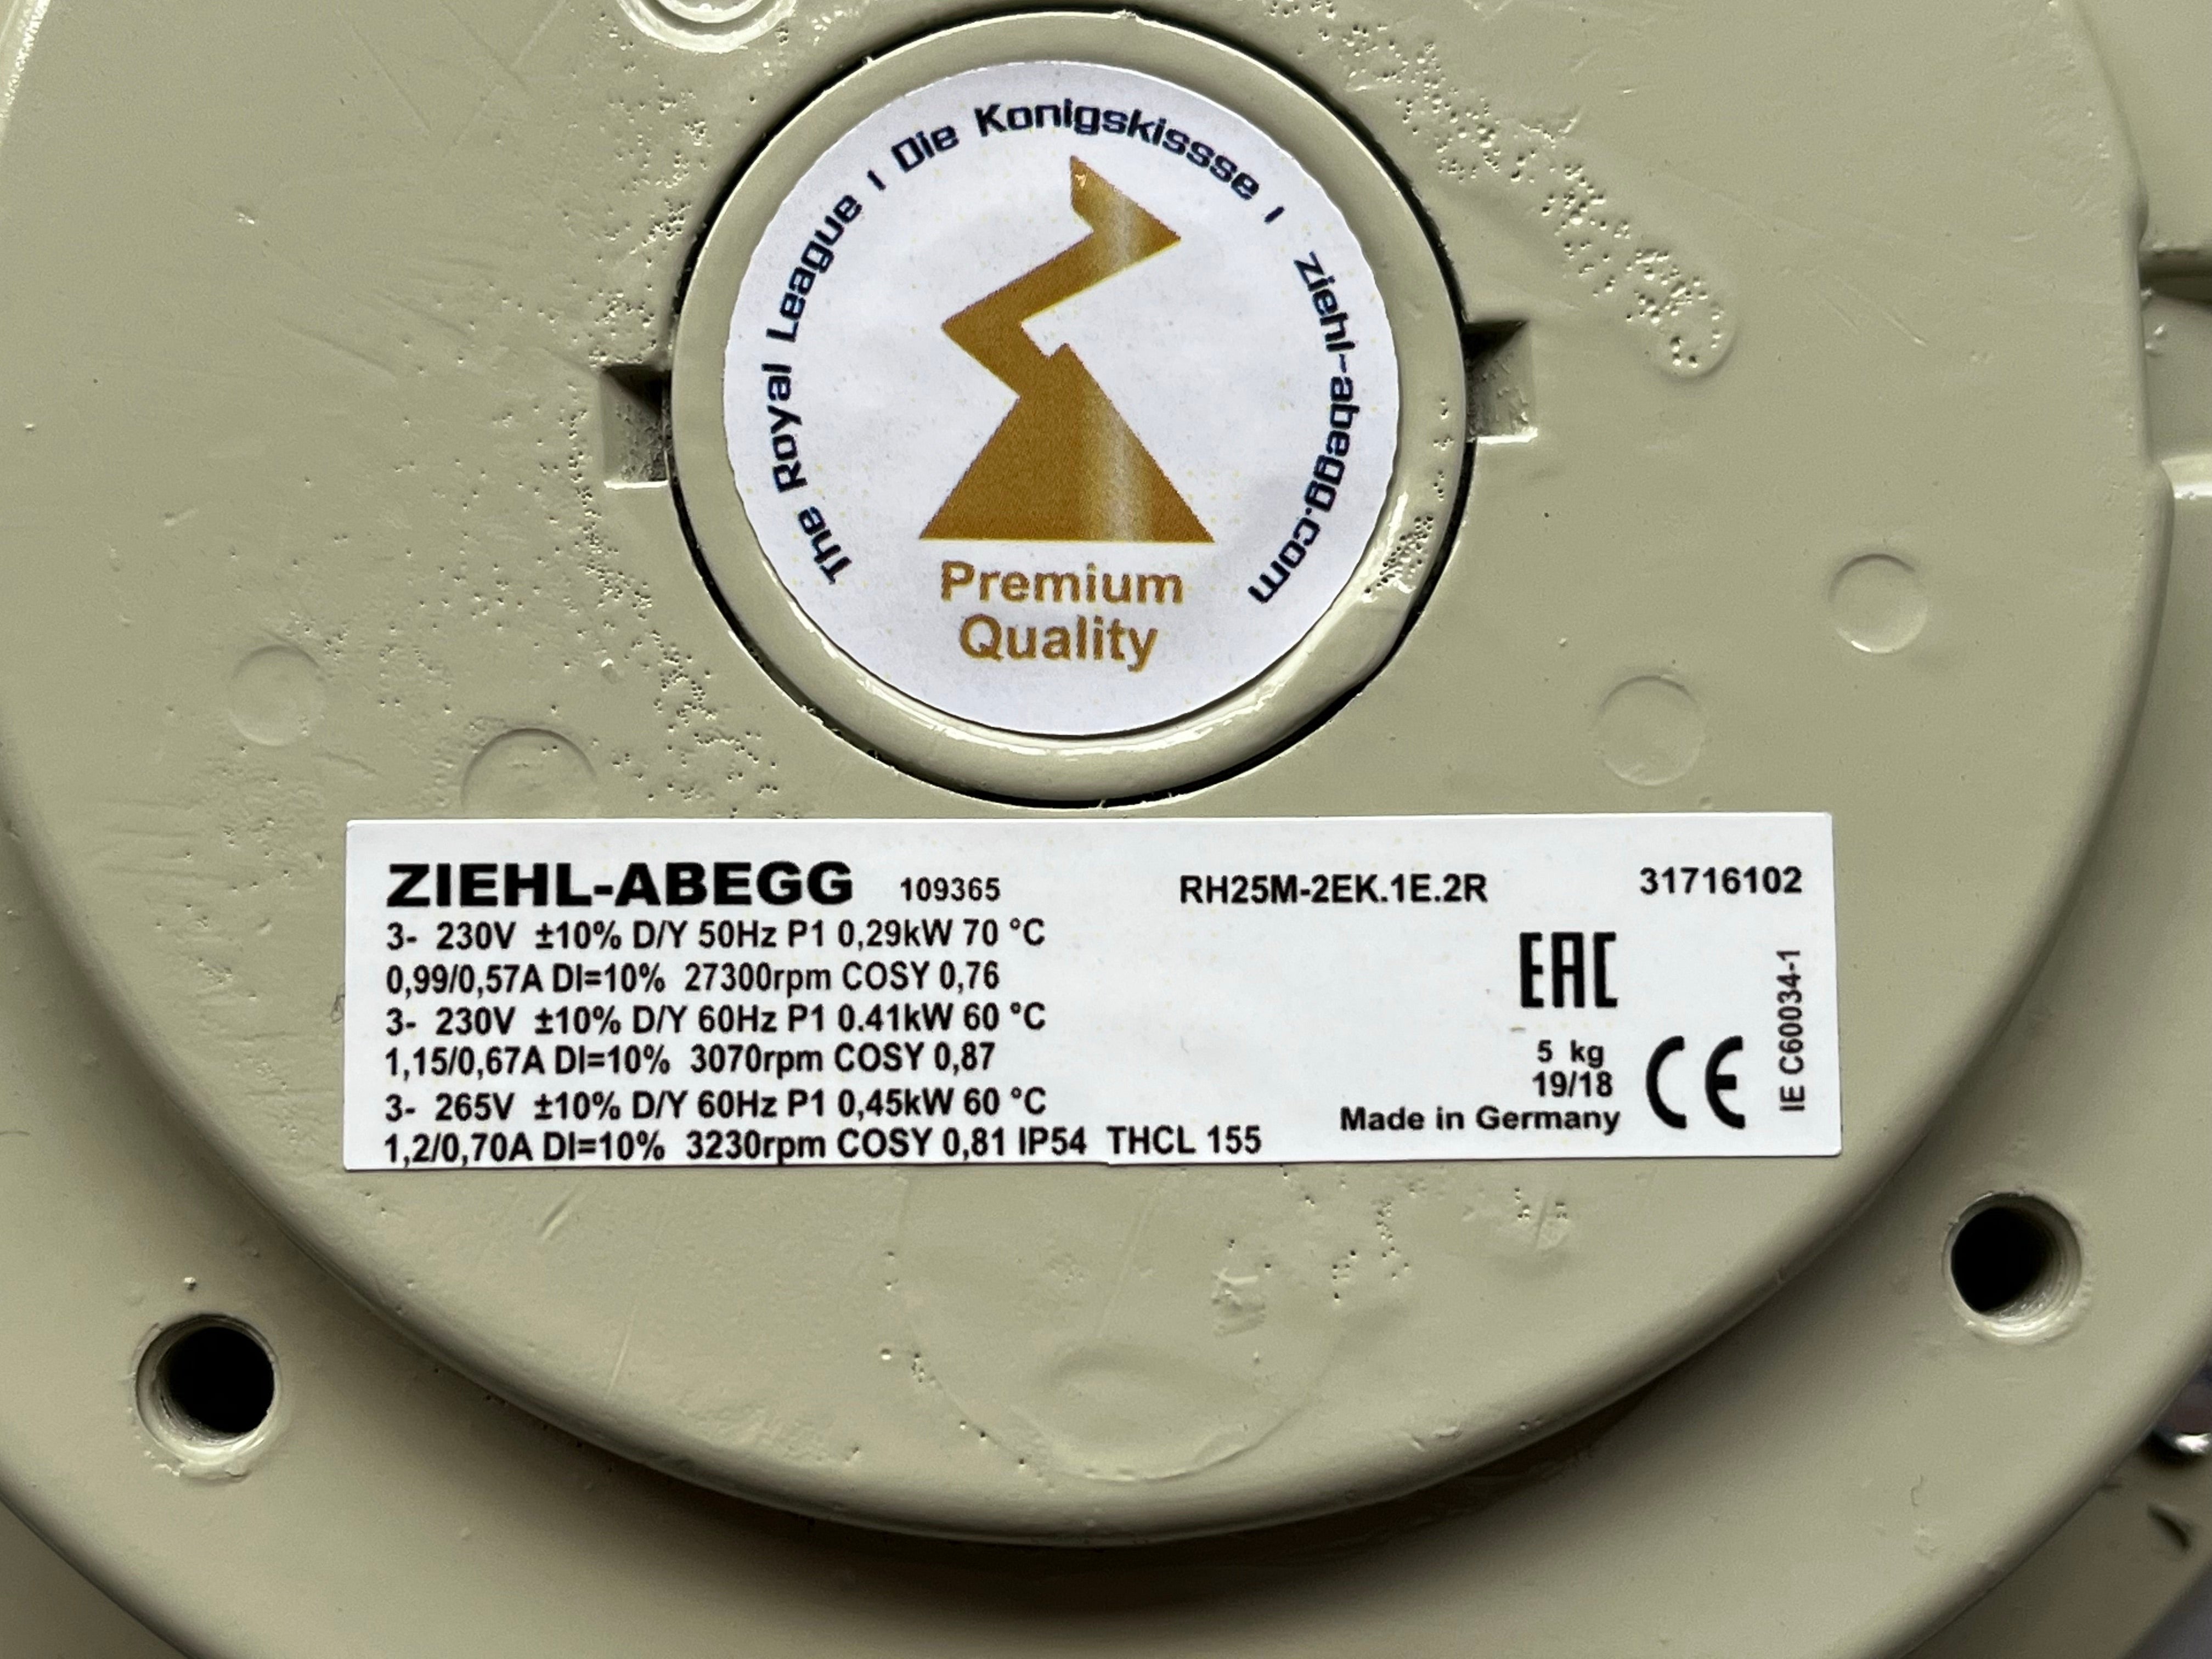 The Royal League ı Die Konigskissse ı ziehl-abegg.com
Premium
Quality
ZIEHL-ABEGG 109365 RH25M-2EK.1E.2R 31716102
3- 230V ±10% D/Y 50Hz P1 0,29kW 70 °C
0,99/0,57A DI=10% 27300rpm COSY 0,76
3- 230V ±10% D/Y 60Hz P1 0.41kW 60 °C
1,15/0,67A DI=10% 3070rpm COSY 0,87
3- 265V ±10% D/Y 60Hz P1 0,45kW 60 °C
1,2/0,70A DI=10% 3230rpm COSY 0,81 IP54 THCL 155
EAC
5 kg
19/18
Made in Germany
CE
IE C60034-1